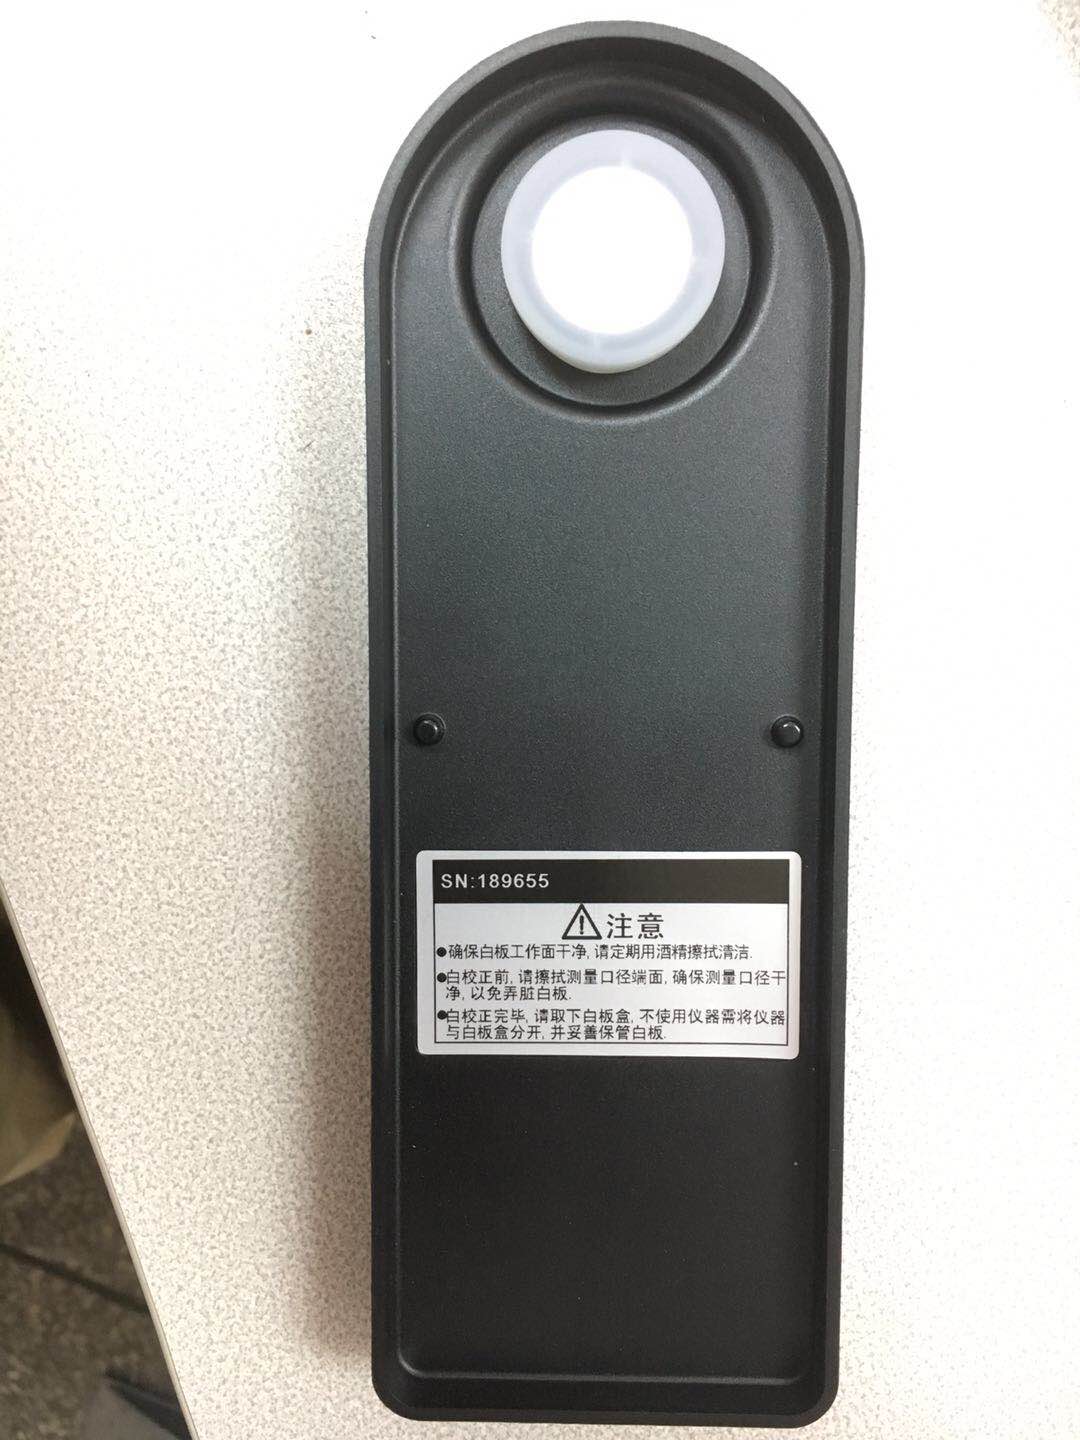 SN:189655
注意
●确保白板工作面干净, 请定期用酒精擦拭清洁.
●白校正前, 请擦拭测量口径端面, 确保测量口径干
净, 以免弄脏白板.
●白校正完毕, 请取下白板盒, 不使用仪器需将仪器
与白板盒分开, 并妥善保管白板.